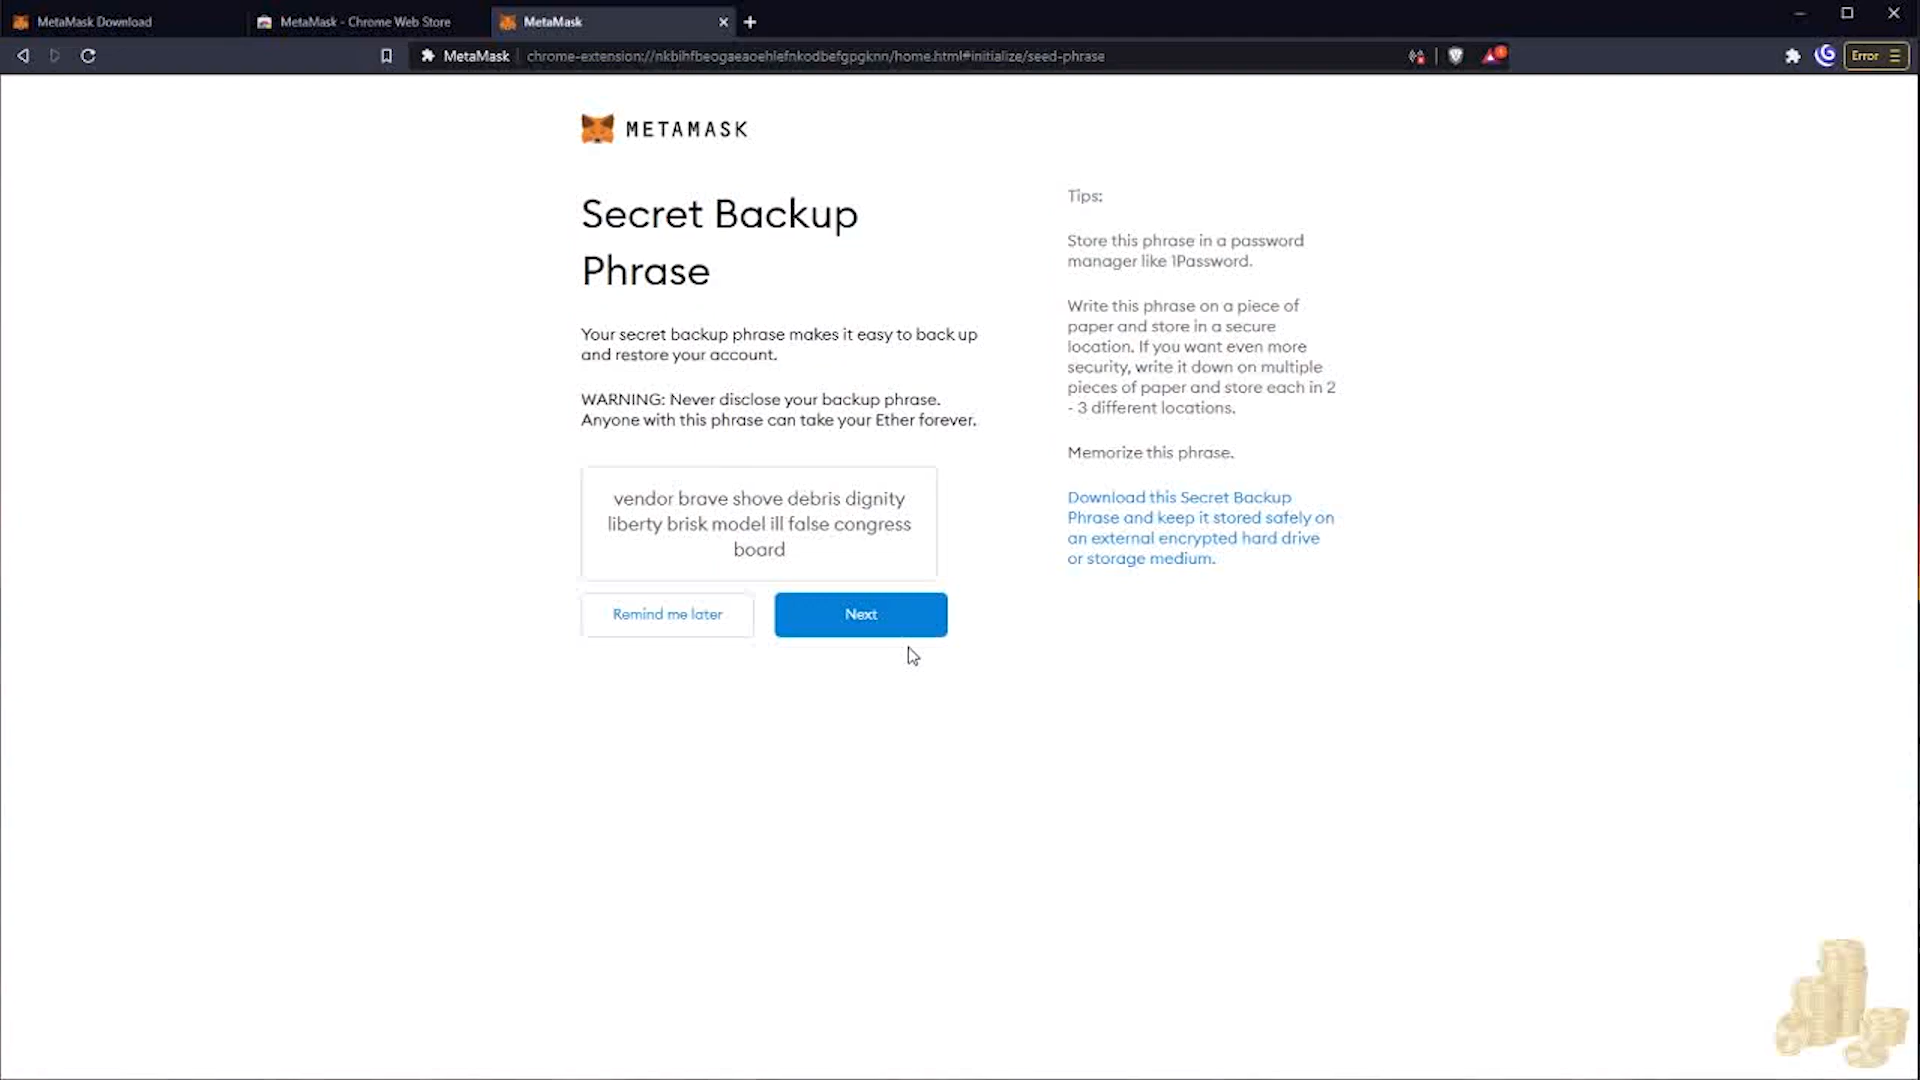 MetaMask Download
MetaMask - Chrome Web Store
MetaMask
MetaMask
chrome-extension://nkbihfbeogaeaoehlefnkodbefgpgknn/home.html#initialize/seed-phrase
Error
METAMASK
Secret Backup
Phrase
Your secret backup phrase makes it easy to back up
and restore your account.
WARNING: Never disclose your backup phrase.
Anyone with this phrase can take your Ether forever.
vendor brave shove debris dignity
liberty brisk model ill false congress
board
Remind me later
Next
Tips:
Store this phrase in a password
manager like 1Password.
Write this phrase on a piece of
paper and store in a secure
location. If you want even more
security, write it down on multiple
pieces of paper and store each in 2
- 3 different locations.
Memorize this phrase.
Download this Secret Backup
Phrase and keep it stored safely on
an external encrypted hard drive
or storage medium.